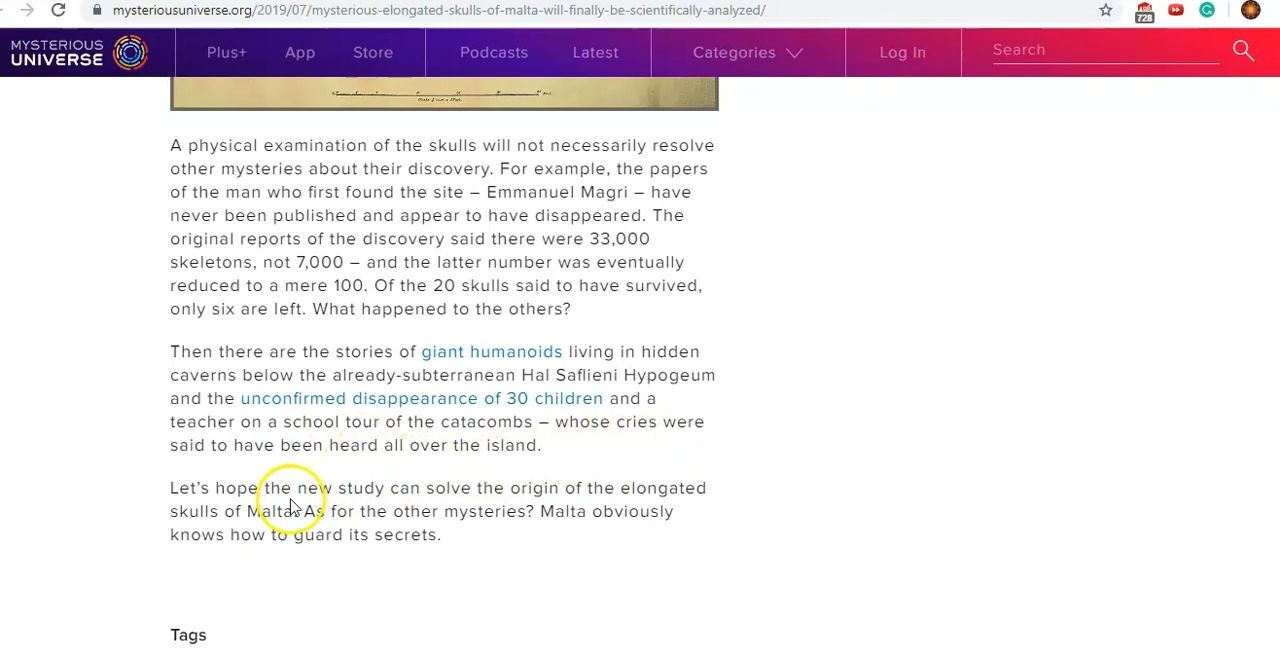 mysteriousuniverse.org/2019/07/mysterious-elongated-skulls-of-malta-will-finally-be-scientifically-analyzed/
728
MYSTERIOUS
UNIVERSE
Plus+ App Store Podcasts Latest Categories Log In Search
A physical examination of the skulls will not necessarily resolve
other mysteries about their discovery. For example, the papers
of the man who first found the site – Emmanuel Magri – have
never been published and appear to have disappeared. The
original reports of the discovery said there were 33,000
skeletons, not 7,000 – and the latter number was eventually
reduced to a mere 100. Of the 20 skulls said to have survived,
only six are left. What happened to the others?
Then there are the stories of giant humanoids living in hidden
caverns below the already-subterranean Hal Saflieni Hypogeum
and the unconfirmed disappearance of 30 children and a
teacher on a school tour of the catacombs – whose cries were
said to have been heard all over the island.
Let’s hope the new study can solve the origin of the elongated
skulls of Malta. As for the other mysteries? Malta obviously
knows how to guard its secrets.
Tags